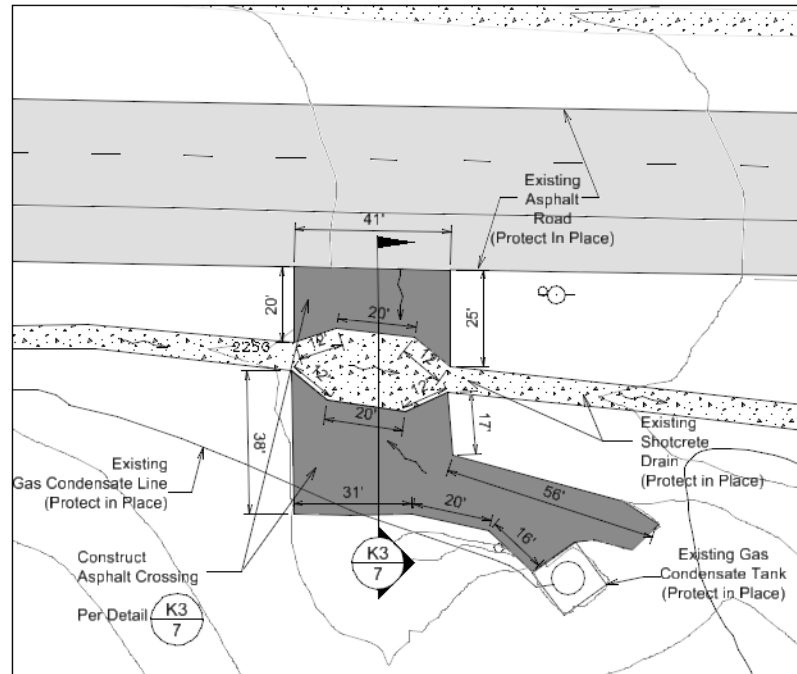 Existing
Asphalt
Road
(Protect In Place)
41'
20'
20'
25'
2250
12'
12'
12'
12'
20'
38'
17'
Existing
Shotcrete
Drain
(Protect in Place)
Existing
Gas Condensate Line
(Protect in Place)
31'
20'
56'
16'
Construct
Asphalt Crossing
K3
7
Existing Gas
Condensate Tank
(Protect in Place)
Per Detail
K3
7